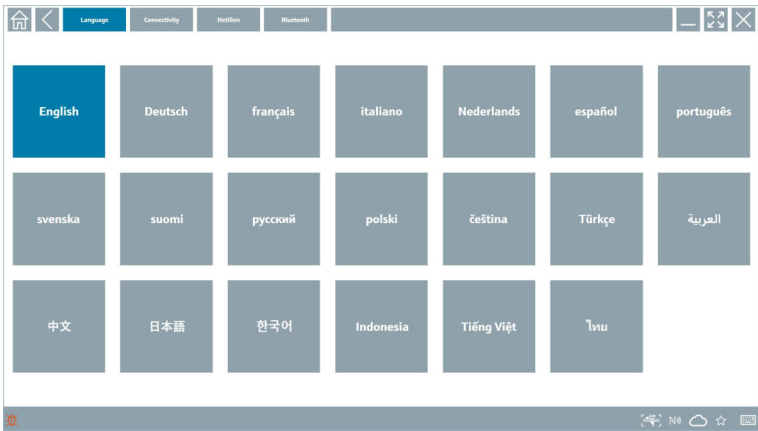 Language Connectivity Netilion Bluetooth
English Deutsch français italiano Nederlands español português
svenska suomi русский polski čeština Türkçe العربية
中文 日本語 한국어 Indonesia Tiếng Việt ไทย